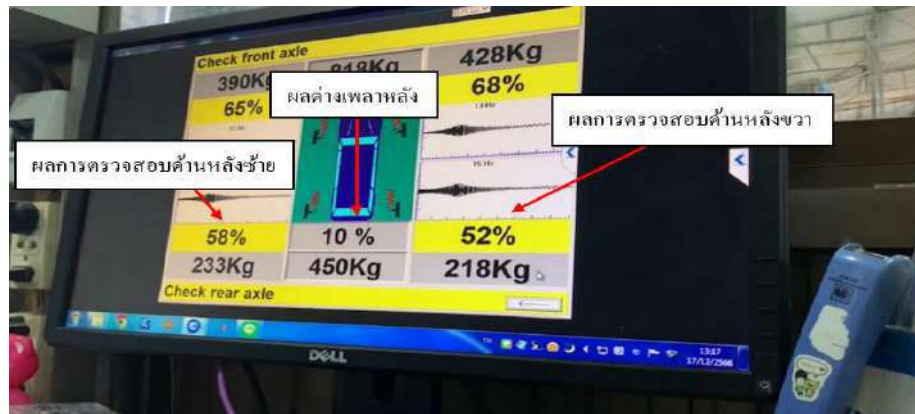 Check front axle
390Kg
818Kg
428Kg
65%
68%
ผลต่างเพลาหลัง
ผลการตรวจสอบด้านหลังขวา
ผลการตรวจสอบด้านหลังซ้าย
58%
10 %
52%
233Kg
450Kg
218Kg
Check rear axle
DELL
TH
13:17
17/12/2566